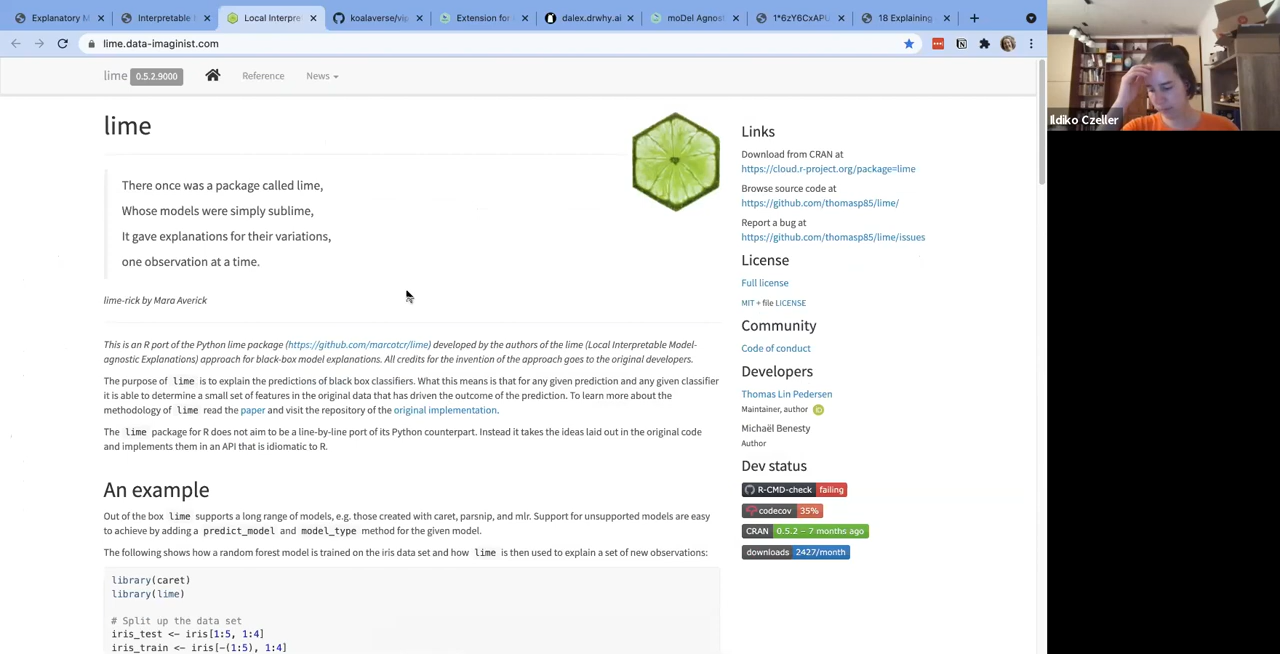 Explanatory M
Interpretable
Local Interpre
koalaverse/vip
Extension for
dalex.drwhy.ai
moDel Agnost
1*6zY6CxAPU
18 Explaining
lime.data-imaginist.com
lime 0.5.2.9000 Reference News
lime
There once was a package called lime,
Whose models were simply sublime,
It gave explanations for their variations,
one observation at a time.
lime-rick by Mara Averick
This is an R port of the Python lime package (https://github.com/marcotcr/lime) developed by the authors of the lime (Local Interpretable Model-
agnostic Explanations) approach for black-box model explanations. All credits for the invention of the approach goes to the original developers.
The purpose of lime is to explain the predictions of black box classifiers. What this means is that for any given prediction and any given classifier
it is able to determine a small set of features in the original data that has driven the outcome of the prediction. To learn more about the
methodology of lime read the paper and visit the repository of the original implementation.
The lime package for R does not aim to be a line-by-line port of its Python counterpart. Instead it takes the ideas laid out in the original code
and implements them in an API that is idiomatic to R.
An example
Out of the box lime supports a long range of models, e.g. those created with caret, parsnip, and mlr. Support for unsupported models are easy
to achieve by adding a predict_model and model_type method for the given model.
The following shows how a random forest model is trained on the iris data set and how lime is then used to explain a set of new observations:
library(caret)
library(lime)
# Split up the data set
iris_test <- iris[1:5, 1:4]
iris_train <- iris[-(1:5), 1:4]
Links
Download from CRAN at
https://cloud.r-project.org/package=lime
Browse source code at
https://github.com/thomasp85/lime/
Report a bug at
https://github.com/thomasp85/lime/issues
License
Full license
MIT + file LICENSE
Community
Code of conduct
Developers
Thomas Lin Pedersen
Maintainer, author iD
Michaël Benesty
Author
Dev status
R-CMD-check failing
codecov 35%
CRAN 0.5.2 – 7 months ago
downloads 2427/month
Ildiko Czeller